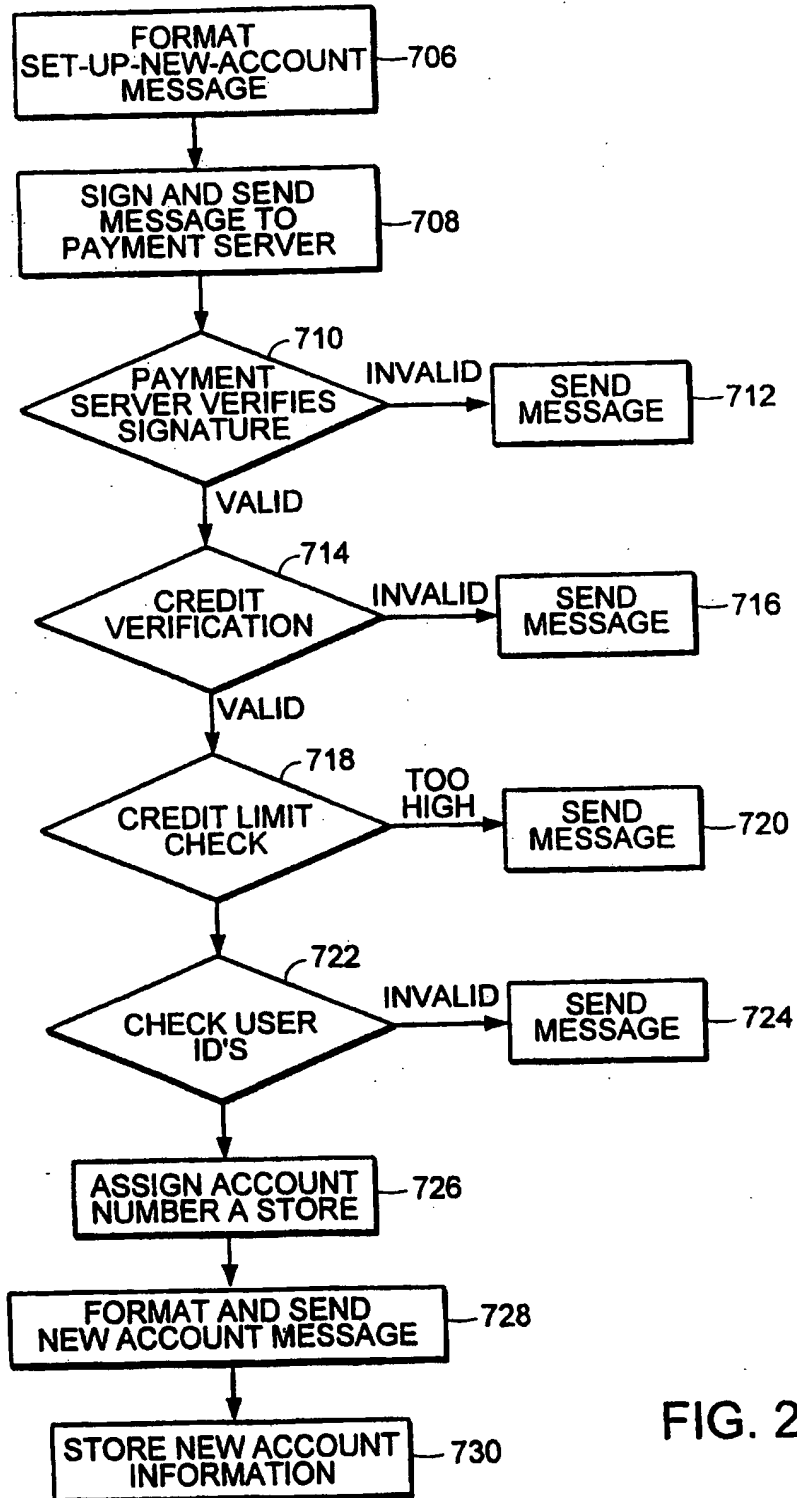 FORMAT
SET-UP-NEW-ACCOUNT
MESSAGE
706
SIGN AND SEND
MESSAGE TO
PAYMENT SERVER
708
710
PAYMENT
SERVER VERIFIES
SIGNATURE
INVALID
SEND
MESSAGE
712
VALID
714
CREDIT
VERIFICATION
INVALID
SEND
MESSAGE
716
VALID
718
CREDIT LIMIT
CHECK
TOO
HIGH
SEND
MESSAGE
720
722
CHECK USER
ID'S
INVALID
SEND
MESSAGE
724
ASSIGN ACCOUNT
NUMBER A STORE
726
FORMAT AND SEND
NEW ACCOUNT MESSAGE
728
STORE NEW ACCOUNT
INFORMATION
730
FIG. 2